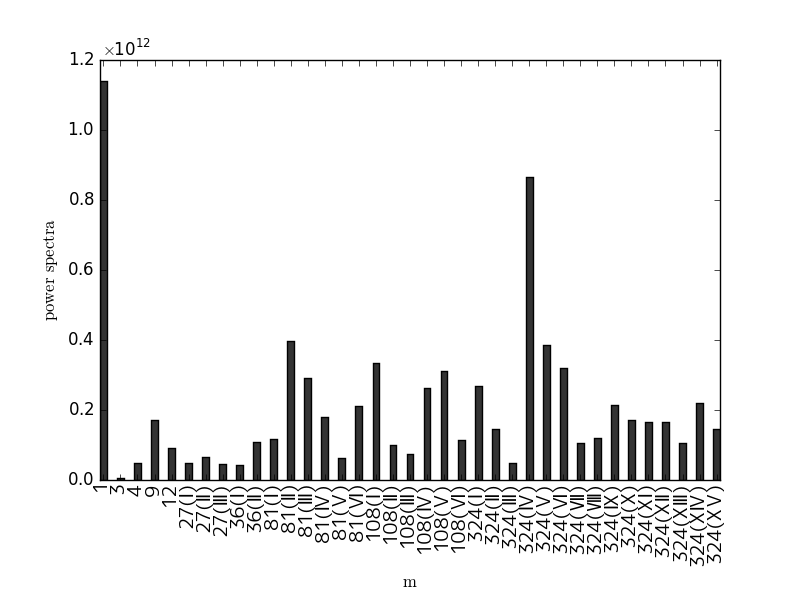 ×10¹²
1.2
1.0
0.8
0.6
0.4
0.2
0.0
power spectra
1
3
4
9
12
27(I)
27(II)
27(III)
36(I)
36(II)
81(I)
81(II)
81(III)
81(IV)
81(V)
81(VI)
108(I)
108(II)
108(III)
108(IV)
108(V)
108(VI)
324(I)
324(II)
324(III)
324(IV)
324(V)
324(VI)
324(VII)
324(VIII)
324(IX)
324(X)
324(XI)
324(XII)
324(XIII)
324(XIV)
324(XV)
m